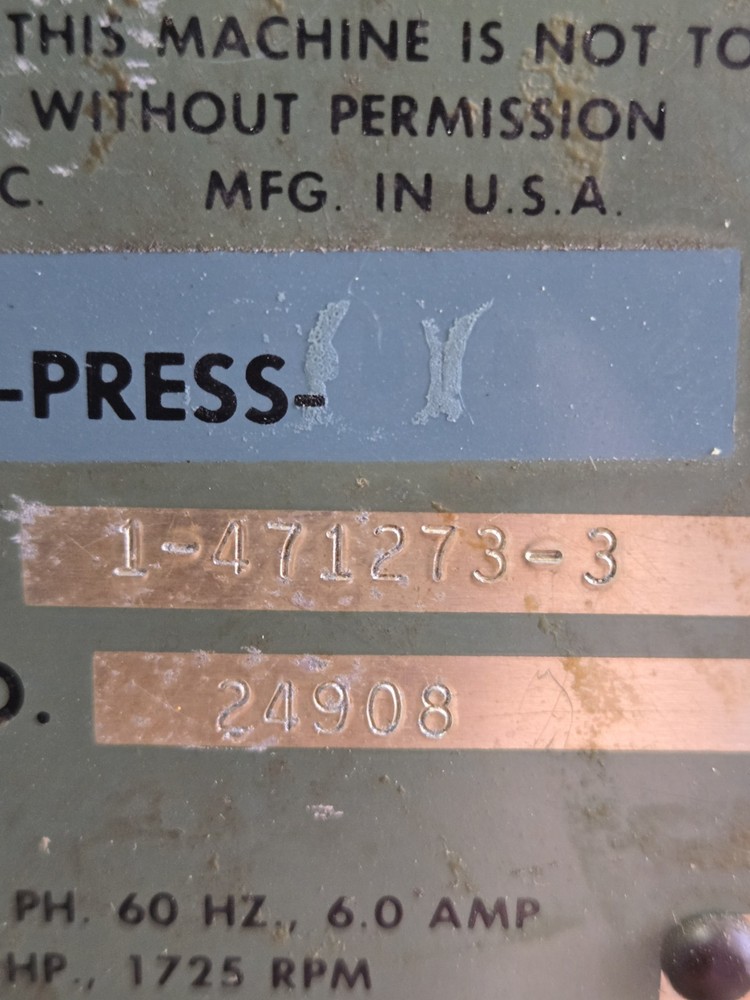 THIS MACHINE IS NOT TO
WITHOUT PERMISSION
C. MFG. IN U.S.A.
-PRESS-
1-471273-3
O.
24908
PH. 60 HZ., 6.0 AMP
HP., 1725 RPM